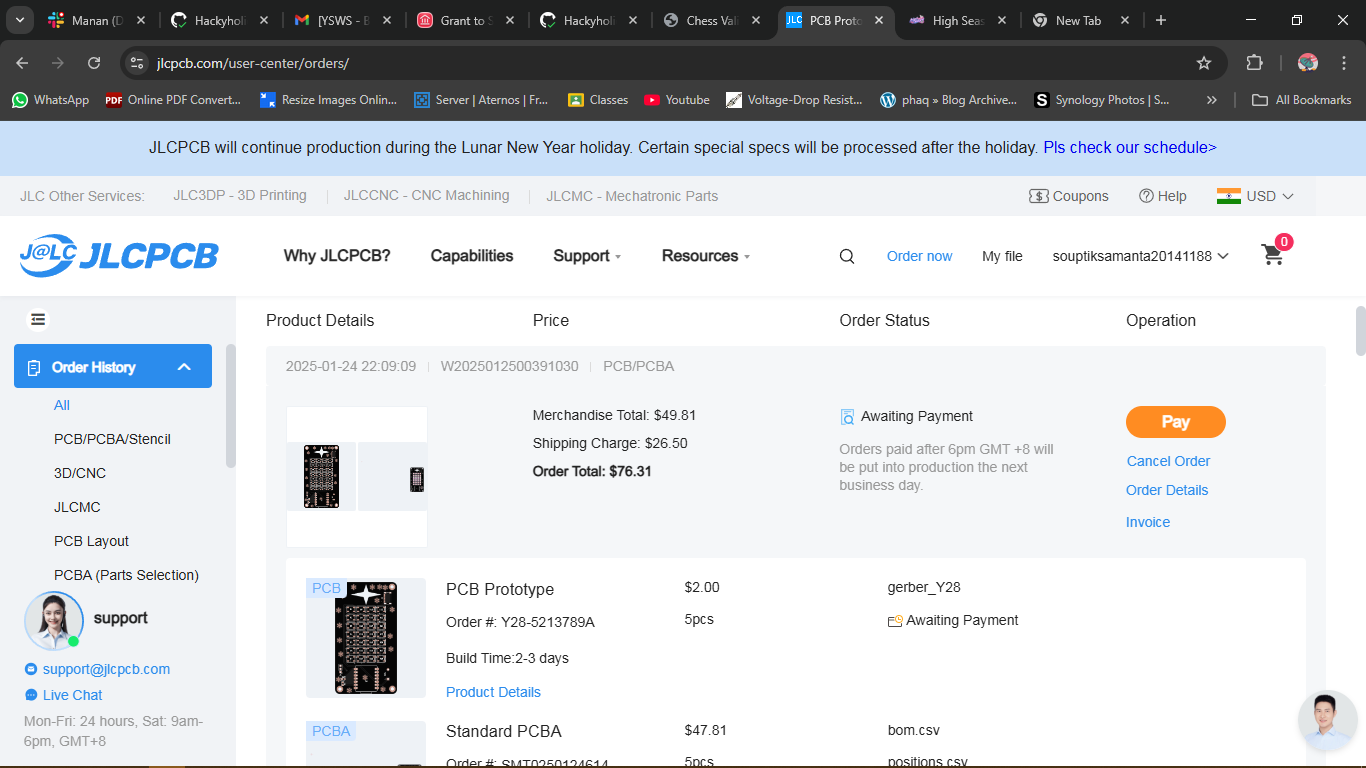 Manan (D
Hackyholi
[YSWS - B
Grant to S
Hackyholi
Chess Vali
JLC PCB Proto
High Seas
New Tab
jlcpcb.com/user-center/orders/
WhatsApp
PDF Online PDF Convert...
Resize Images Onlin...
Server | Aternos | Fr...
Classes
Youtube
Voltage-Drop Resist...
phaq » Blog Archive...
S Synology Photos | S...
All Bookmarks
JLCPCB will continue production during the Lunar New Year holiday. Certain special specs will be processed after the holiday. Pls check our schedule>
JLC Other Services: JLC3DP - 3D Printing JLCCNC - CNC Machining JLCMC - Mechatronic Parts
Coupons Help USD
J@LC JLCPCB
Why JLCPCB? Capabilities Support Resources
Order now My file souptiksamanta20141188 0
Order History
All
PCB/PCBA/Stencil
3D/CNC
JLCMC
PCB Layout
PCBA (Parts Selection)
support
support@jlcpcb.com
Live Chat
Mon-Fri: 24 hours, Sat: 9am-
6pm, GMT+8
Product Details Price Order Status Operation
2025-01-24 22:09:09 W2025012500391030 PCB/PCBA
Merchandise Total: $49.81
Shipping Charge: $26.50
Order Total: $76.31
Awaiting Payment
Orders paid after 6pm GMT +8 will
be put into production the next
business day.
Pay
Cancel Order
Order Details
Invoice
PCB
PCB Prototype $2.00 gerber_Y28
Order #: Y28-5213789A 5pcs Awaiting Payment
Build Time:2-3 days
Product Details
PCBA
Standard PCBA $47.81 bom.csv
Order #: SMT0250124614 5pcs positions.csv